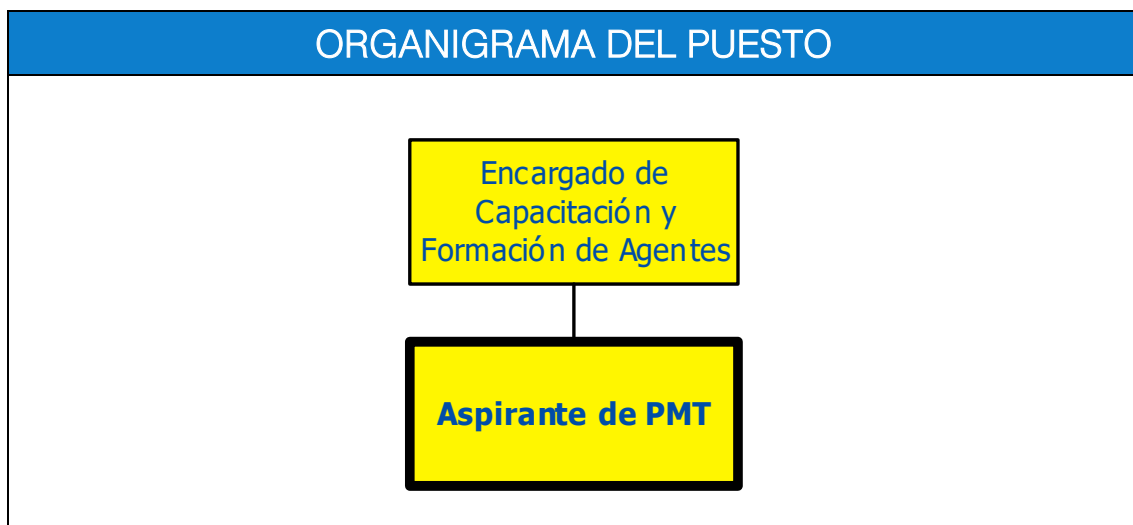 ORGANIGRAMA DEL PUESTO
Encargado de
Capacitación y
Formación de Agentes
Aspirante de PMT